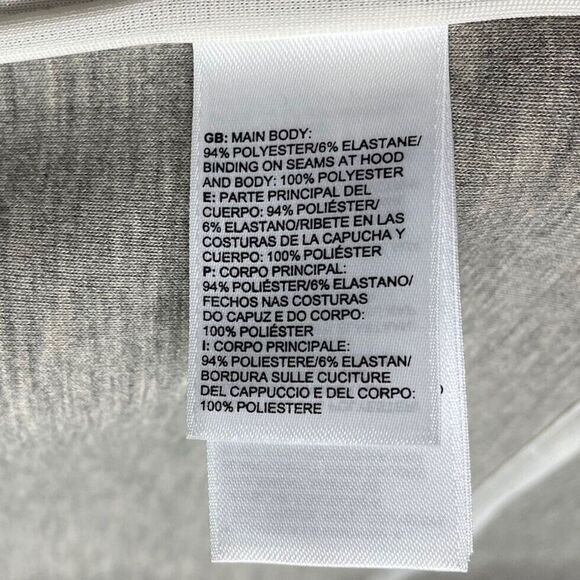 GB: MAIN BODY:
94% POLYESTER/6% ELASTANE/
BINDING ON SEAMS AT HOOD
AND BODY: 100% POLYESTER
E: PARTE PRINCIPAL DEL
CUERPO: 94% POLIÉSTER/
6% ELASTANO/RIBETE EN LAS
COSTURAS DE LA CAPUCHA Y
CUERPO: 100% POLIÉSTER
P: CORPO PRINCIPAL:
94% POLIÉSTER/6% ELASTANO/
FECHOS NAS COSTURAS
DO CAPUZ E DO CORPO:
100% POLIÉSTER
I: CORPO PRINCIPALE:
94% POLIESTERE/6% ELASTAN/
BORDURA SULLE CUCITURE
DEL CAPPUCCIO E DEL CORPO:
100% POLIESTERE